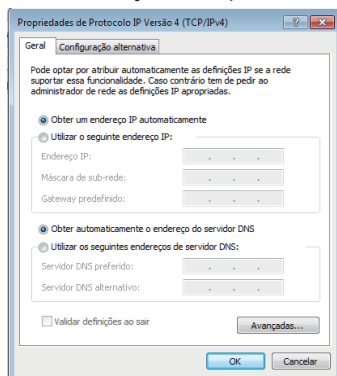 Propriedades de Protocolo IP Versão 4 (TCP/IPv4)
Geral
Configuração alternativa
Pode optar por atribuir automaticamente as definições IP se a rede
suportar essa funcionalidade. Caso contrário tem de pedir ao
administrador de rede as definições IP apropriadas.
Obter um endereço IP automaticamente
Utilizar o seguinte endereço IP:
Endereço IP:
Máscara de sub-rede:
Gateway predefinido:
Obter automaticamente o endereço do servidor DNS
Utilizar os seguintes endereços de servidor DNS:
Servidor DNS preferido:
Servidor DNS alternativo:
Validar definições ao sair
Avançadas...
OK
Cancelar